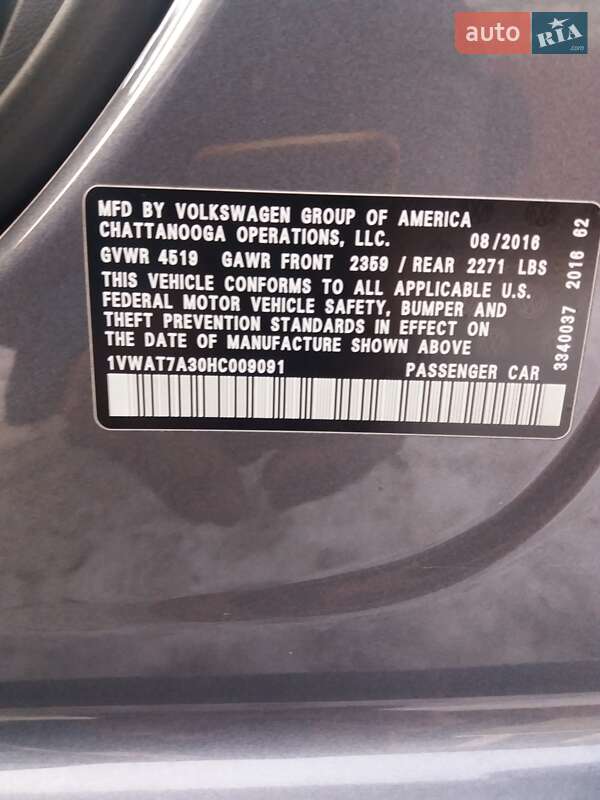 auto RIA .com
MFD BY VOLKSWAGEN GROUP OF AMERICA
CHATTANOOGA OPERATIONS, LLC. 08/2016
GVWR 4519 GAWR FRONT 2359 / REAR 2271 LBS
THIS VEHICLE CONFORMS TO ALL APPLICABLE U.S.
FEDERAL MOTOR VEHICLE SAFETY, BUMPER AND
THEFT PREVENTION STANDARDS IN EFFECT ON
THE DATE OF MANUFACTURE SHOWN ABOVE
1VWAT7A30HC009091 PASSENGER CAR
3340037 2016 62